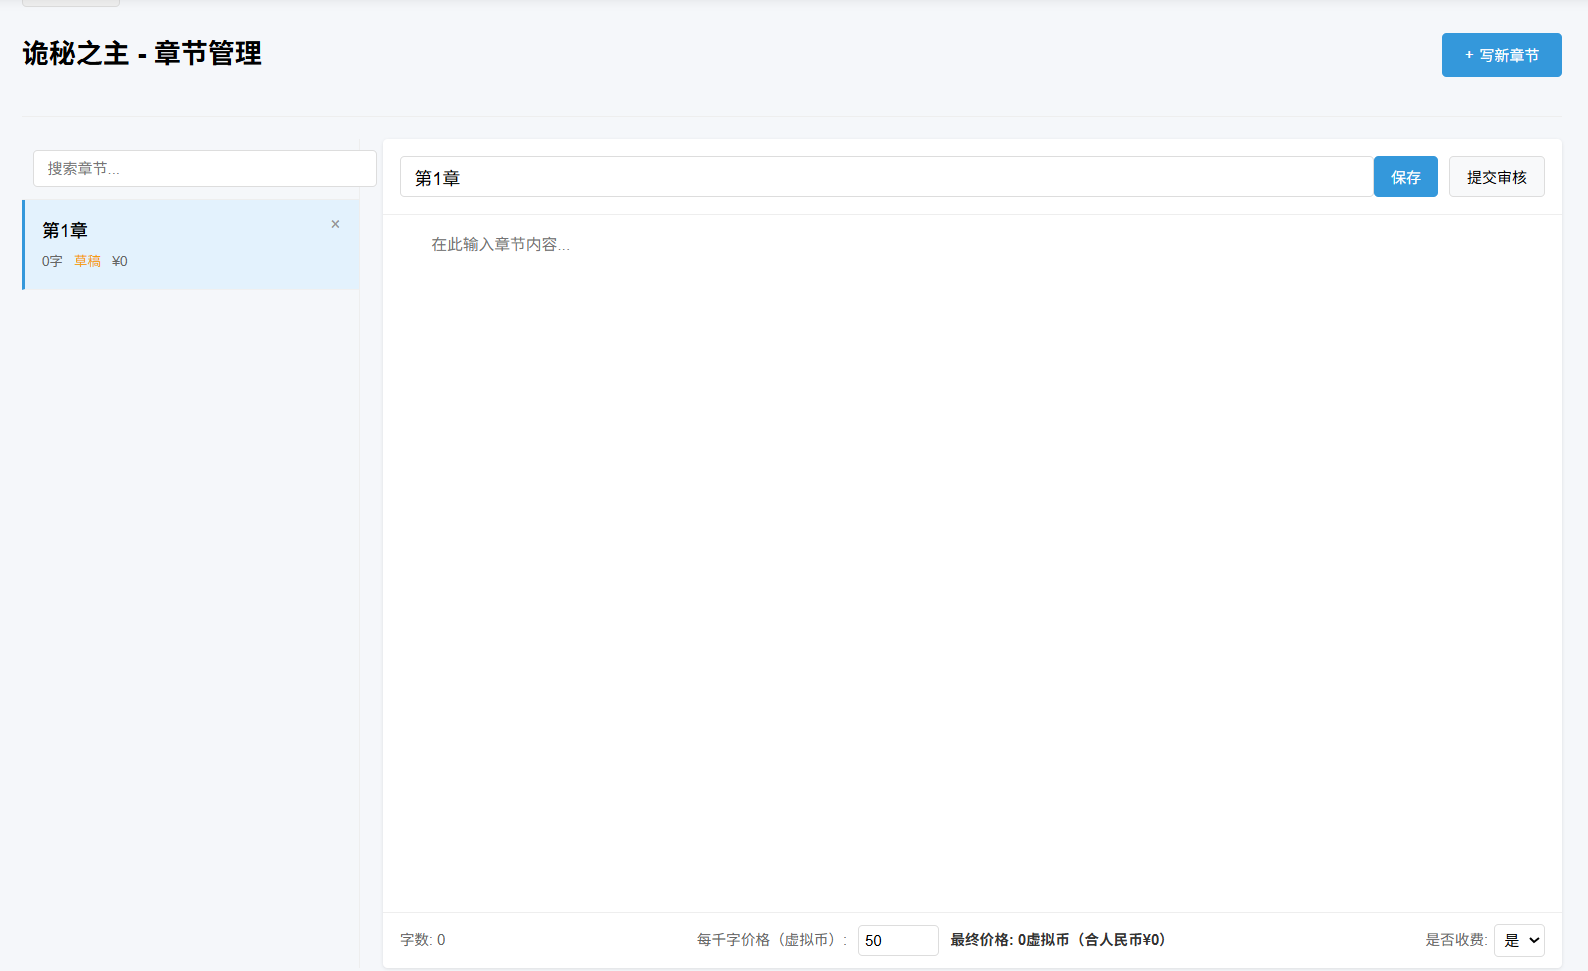 诡秘之主 - 章节管理
+ 写新章节
搜索章节...
第1章
×
0字 草稿 ¥0
第1章
保存
提交审核
在此输入章节内容...
字数: 0
每千字价格（虚拟币）:
50
最终价格: 0虚拟币（合人民币¥0）
是否收费:
是